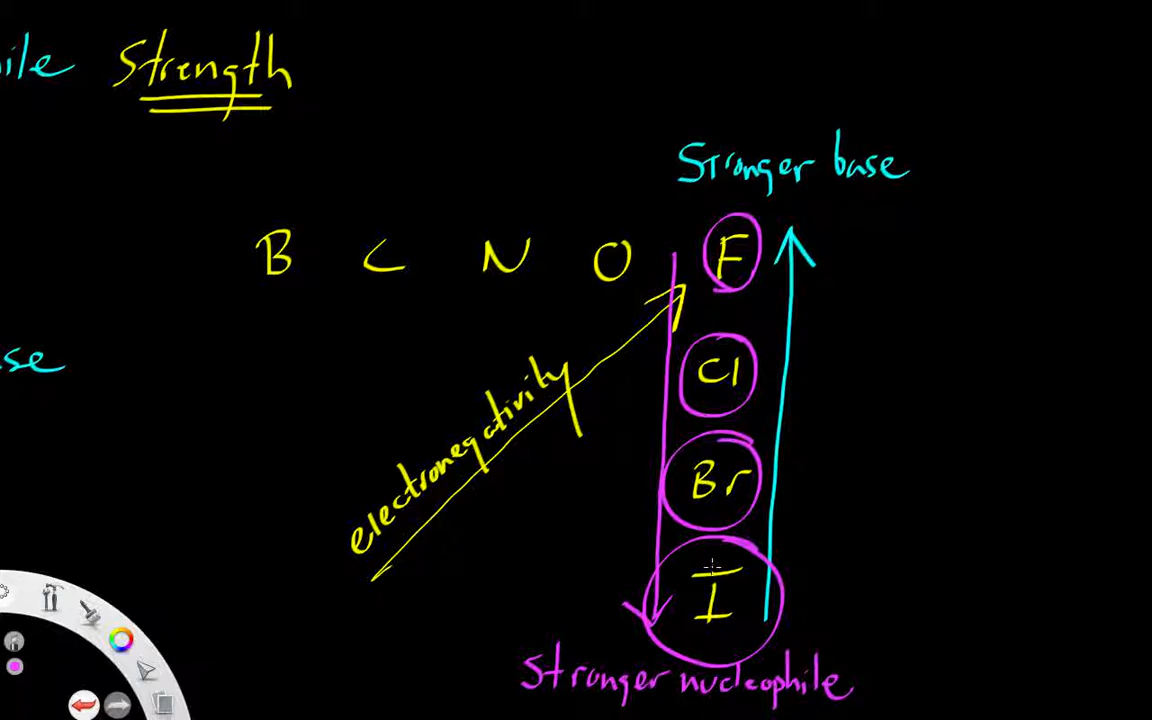 ile Strength
Stronger base
B C N O F
Cl
se
electronegativity
Br
I
Stronger nucleophile